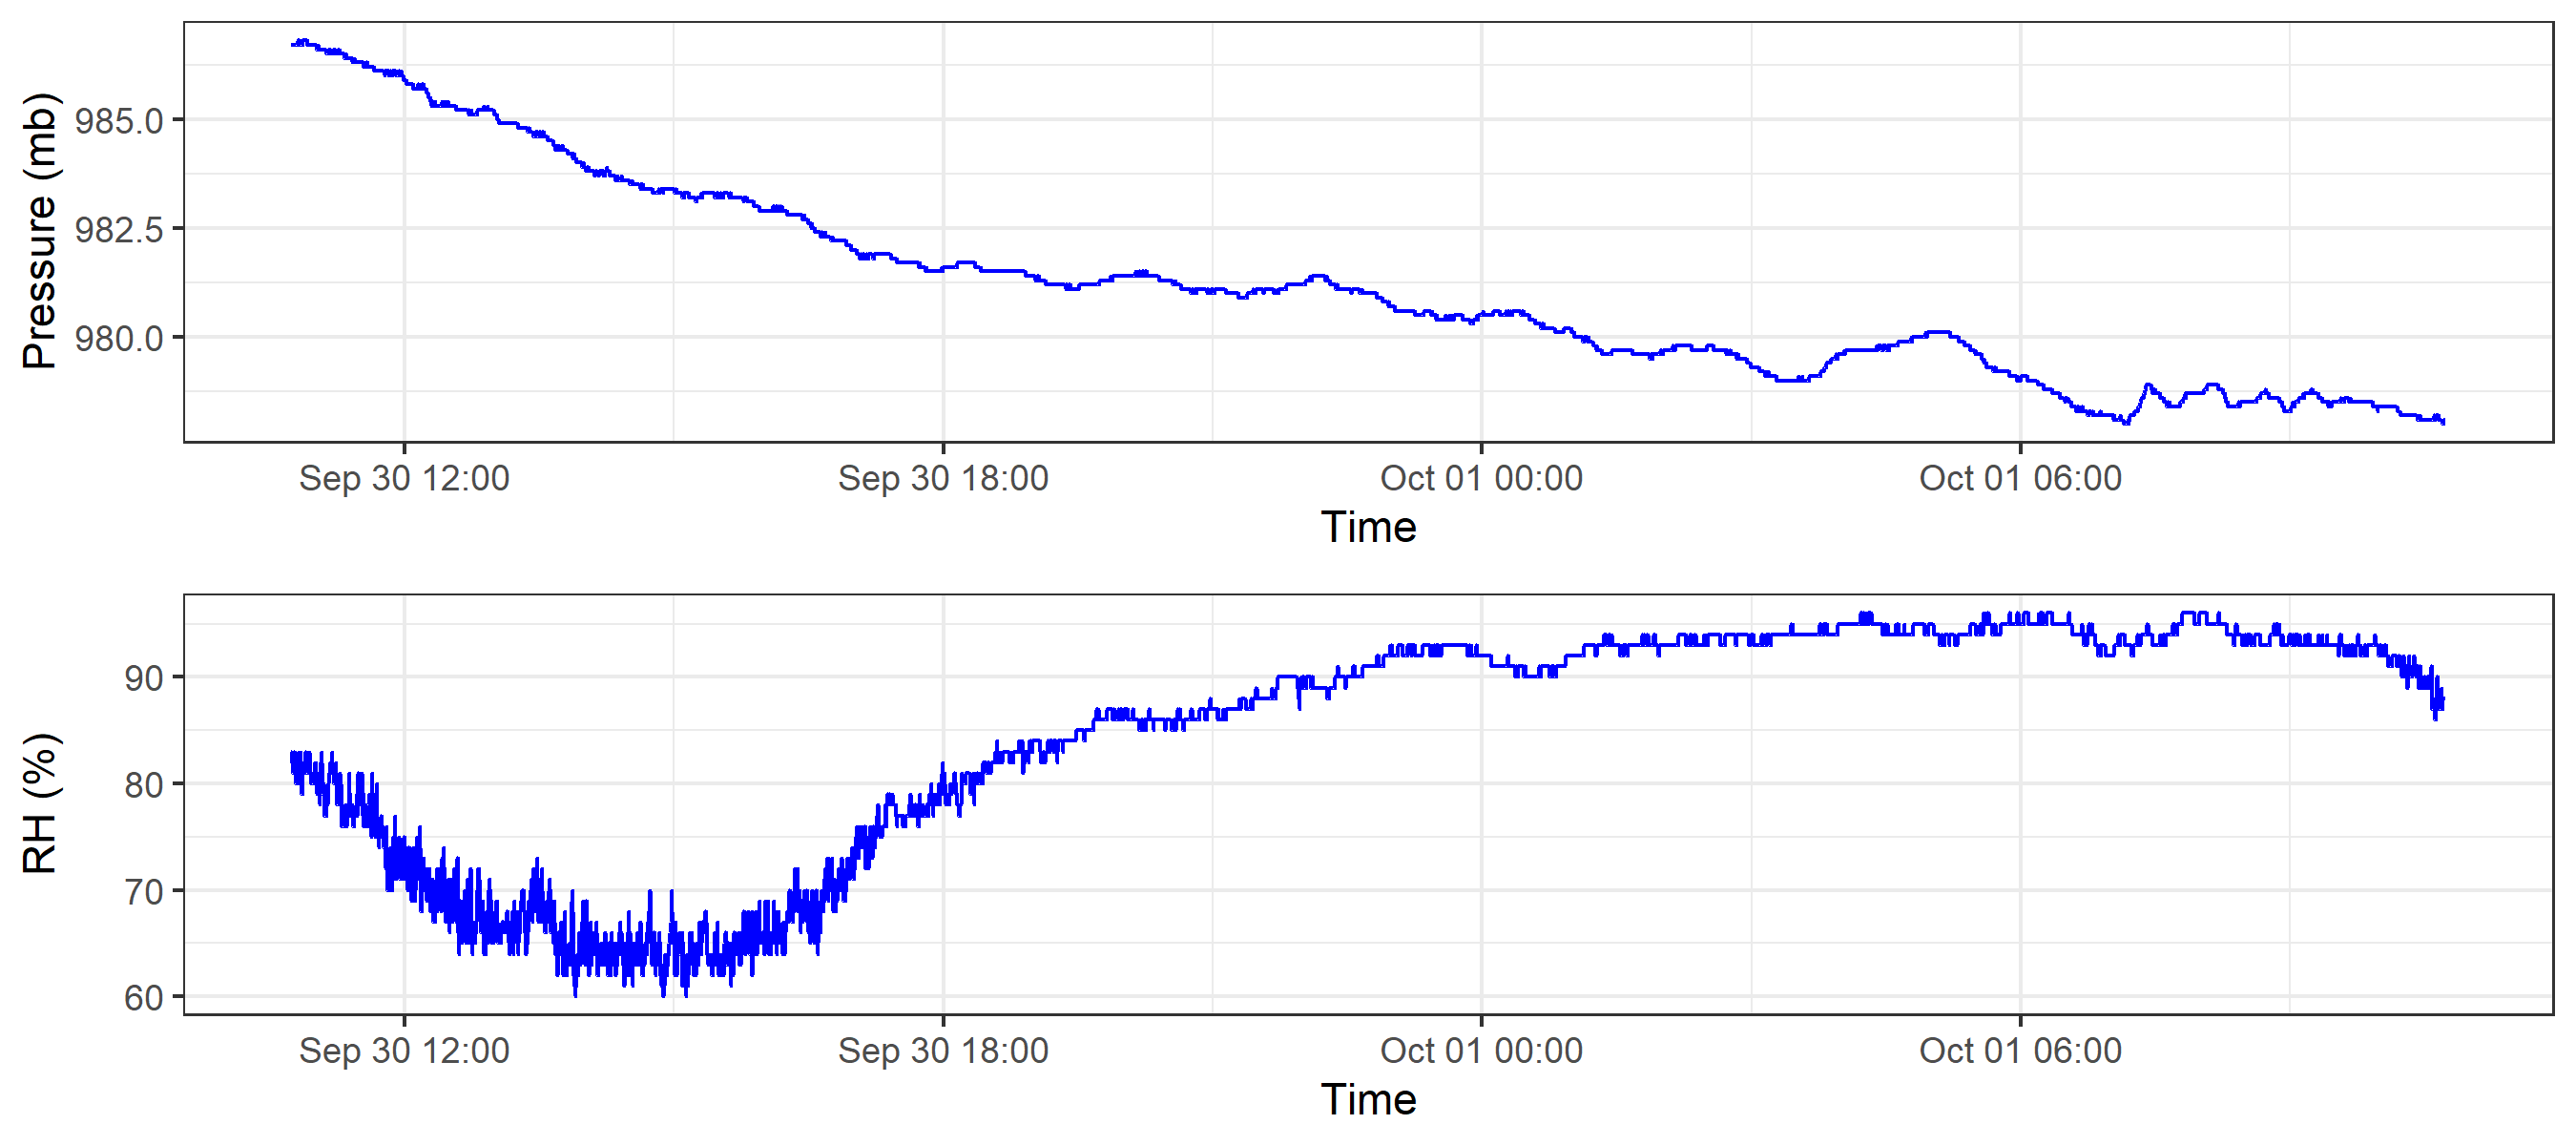 Pressure (mb)
985.0
982.5
980.0
Sep 30 12:00
Sep 30 18:00
Oct 01 00:00
Oct 01 06:00
Time
RH (%)
90
80
70
60
Sep 30 12:00
Sep 30 18:00
Oct 01 00:00
Oct 01 06:00
Time